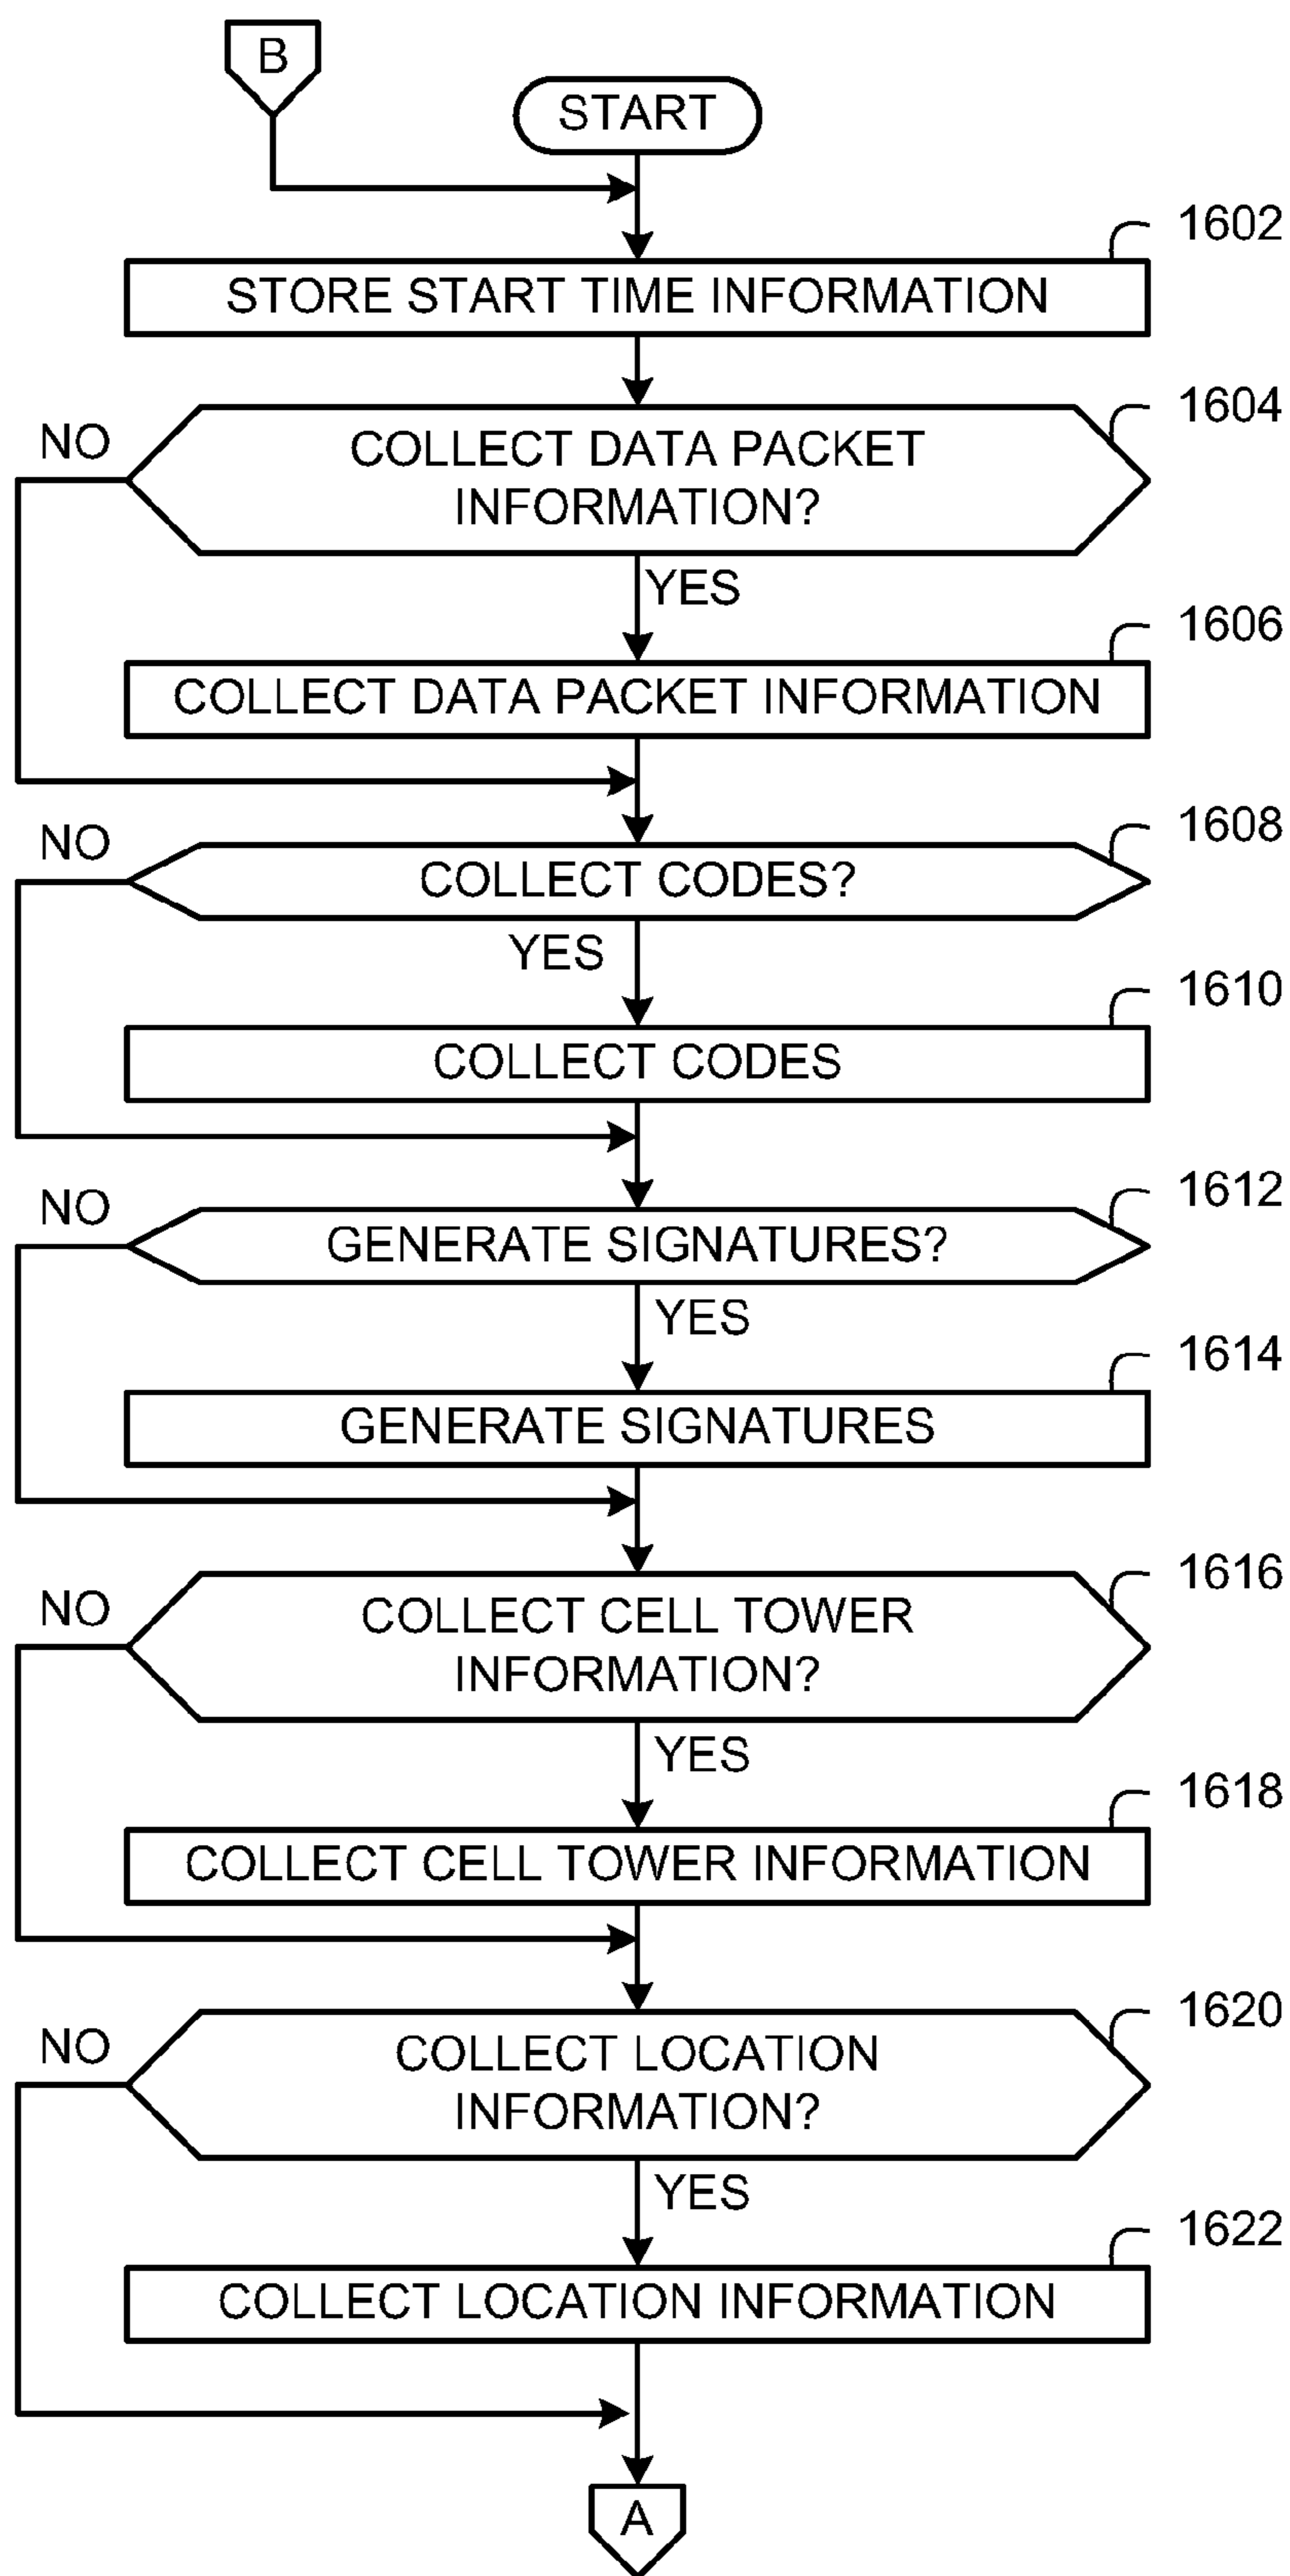 B
START
1602
STORE START TIME INFORMATION
1604
NO
COLLECT DATA PACKET
INFORMATION?
YES
1606
COLLECT DATA PACKET INFORMATION
1608
NO
COLLECT CODES?
YES
1610
COLLECT CODES
1612
NO
GENERATE SIGNATURES?
YES
1614
GENERATE SIGNATURES
1616
NO
COLLECT CELL TOWER
INFORMATION?
YES
1618
COLLECT CELL TOWER INFORMATION
1620
NO
COLLECT LOCATION
INFORMATION?
YES
1622
COLLECT LOCATION INFORMATION
A